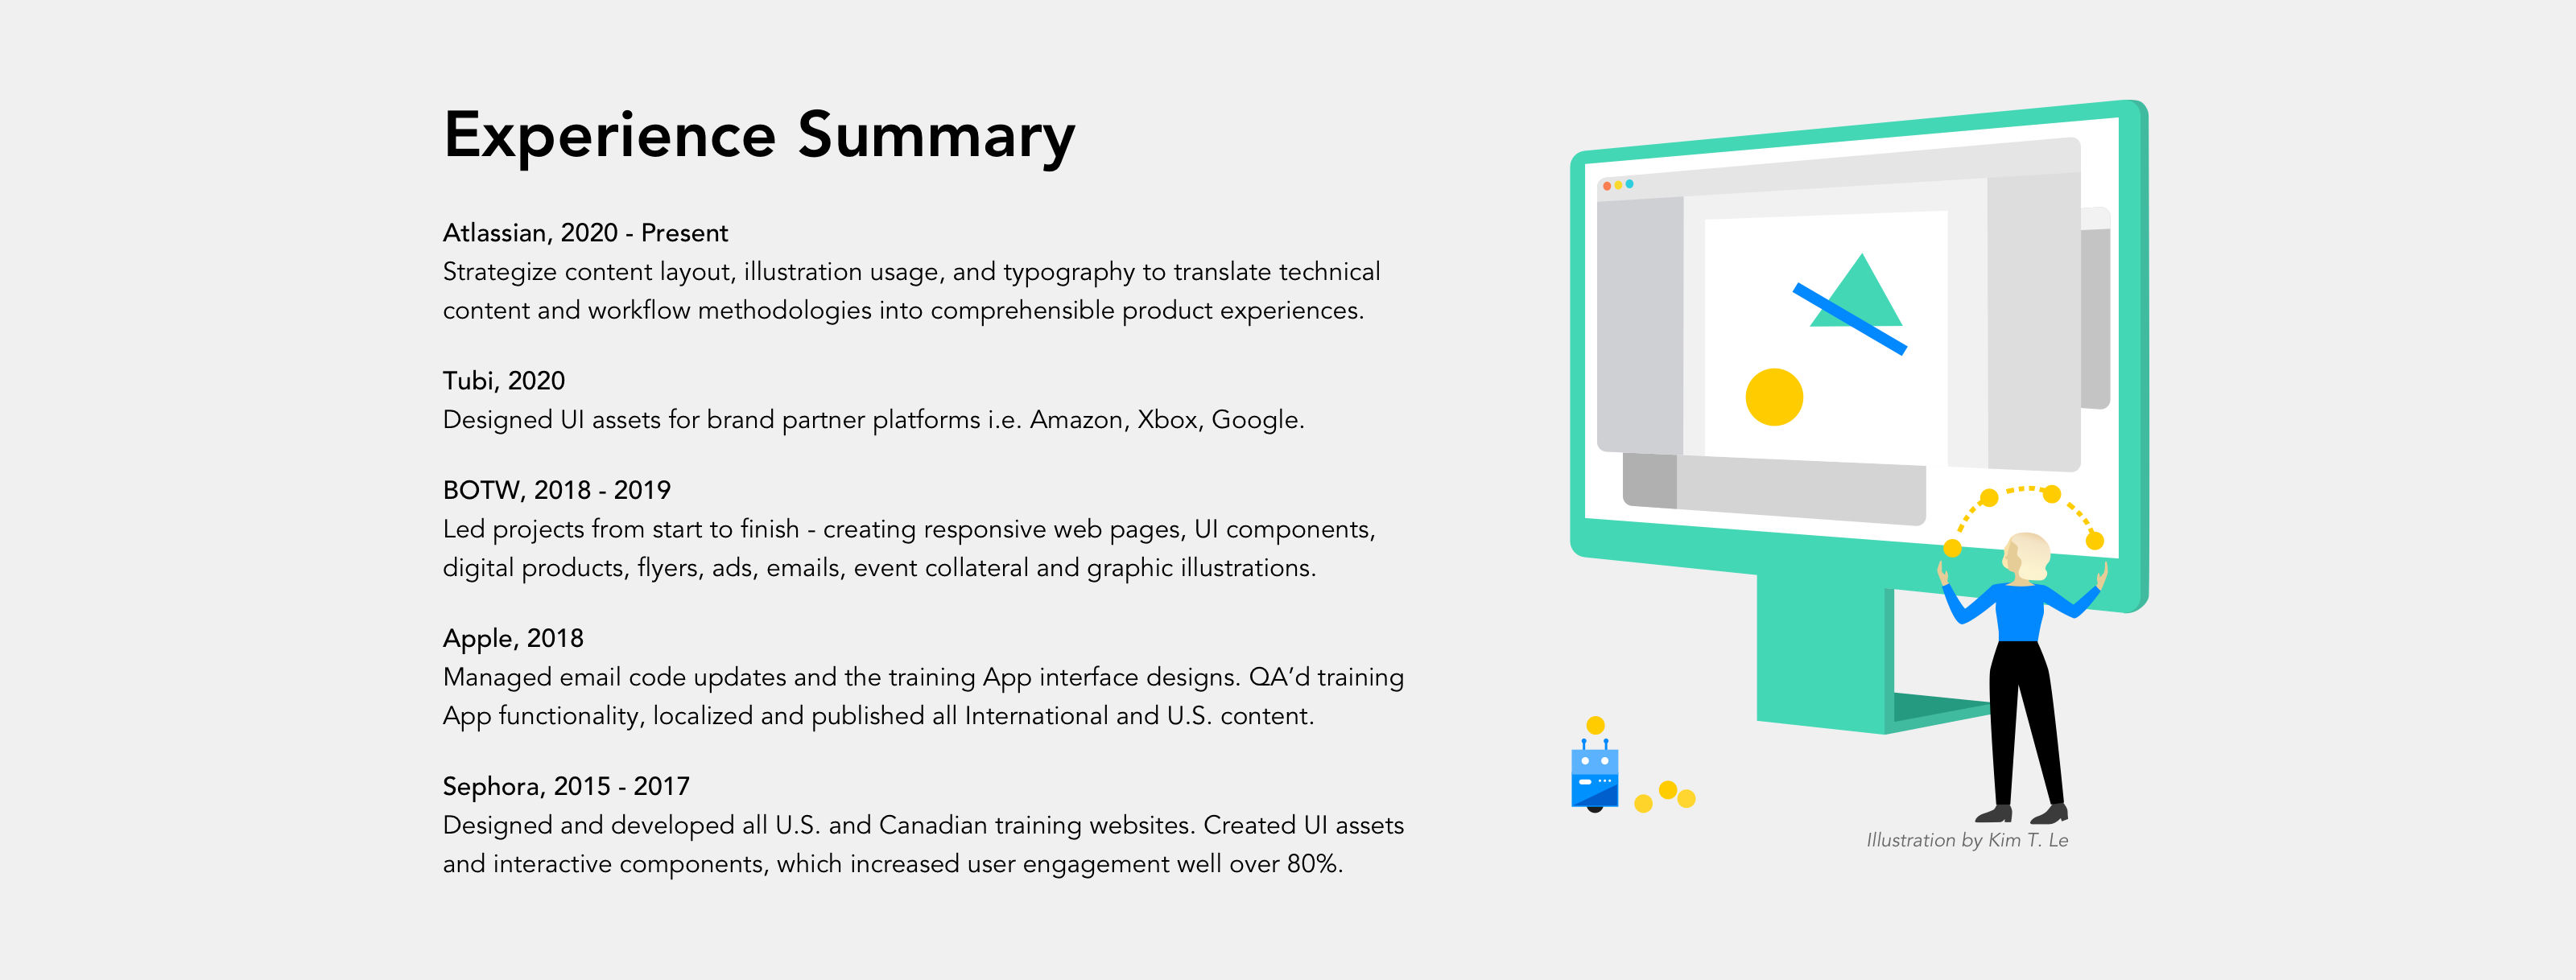 Experience Summary
Atlassian, 2020 - Present
Strategize content layout, illustration usage, and typography to translate technical
content and workflow methodologies into comprehensible product experiences.
Tubi, 2020
Designed UI assets for brand partner platforms i.e. Amazon, Xbox, Google.
BOTW, 2018 - 2019
Led projects from start to finish - creating responsive web pages, UI components,
digital products, flyers, ads, emails, event collateral and graphic illustrations.
Apple, 2018
Managed email code updates and the training App interface designs. QA’d training
App functionality, localized and published all International and U.S. content.
Sephora, 2015 - 2017
Designed and developed all U.S. and Canadian training websites. Created UI assets
and interactive components, which increased user engagement well over 80%.
Illustration by Kim T. Le